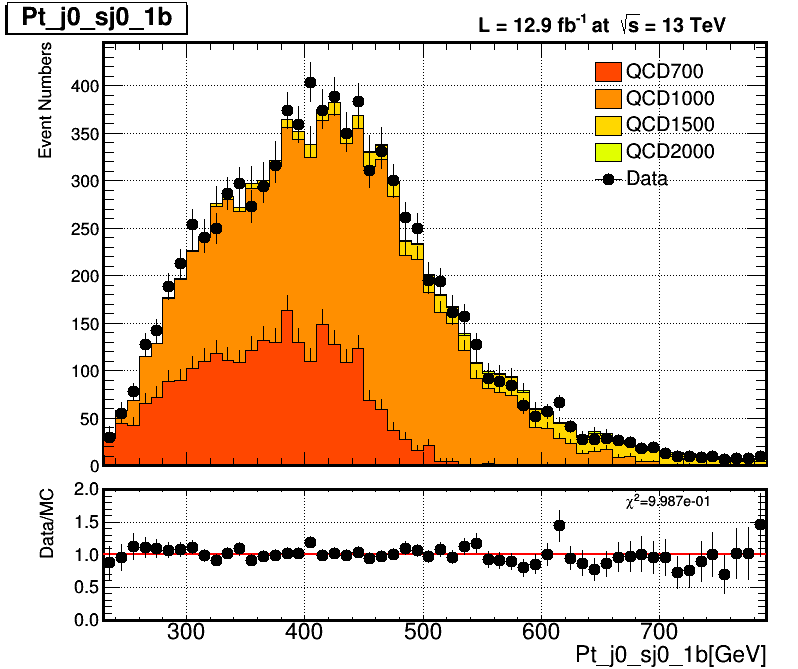 Pt_j0_sj0_1b
L = 12.9 fb⁻¹ at √s = 13 TeV
Event Numbers
400
350
300
250
200
150
100
50
0
QCD700
QCD1000
QCD1500
QCD2000
Data
Data/MC
2.0
1.5
1.0
0.5
0.0
χ²=9.987e-01
300 400 500 600 700
Pt_j0_sj0_1b[GeV]